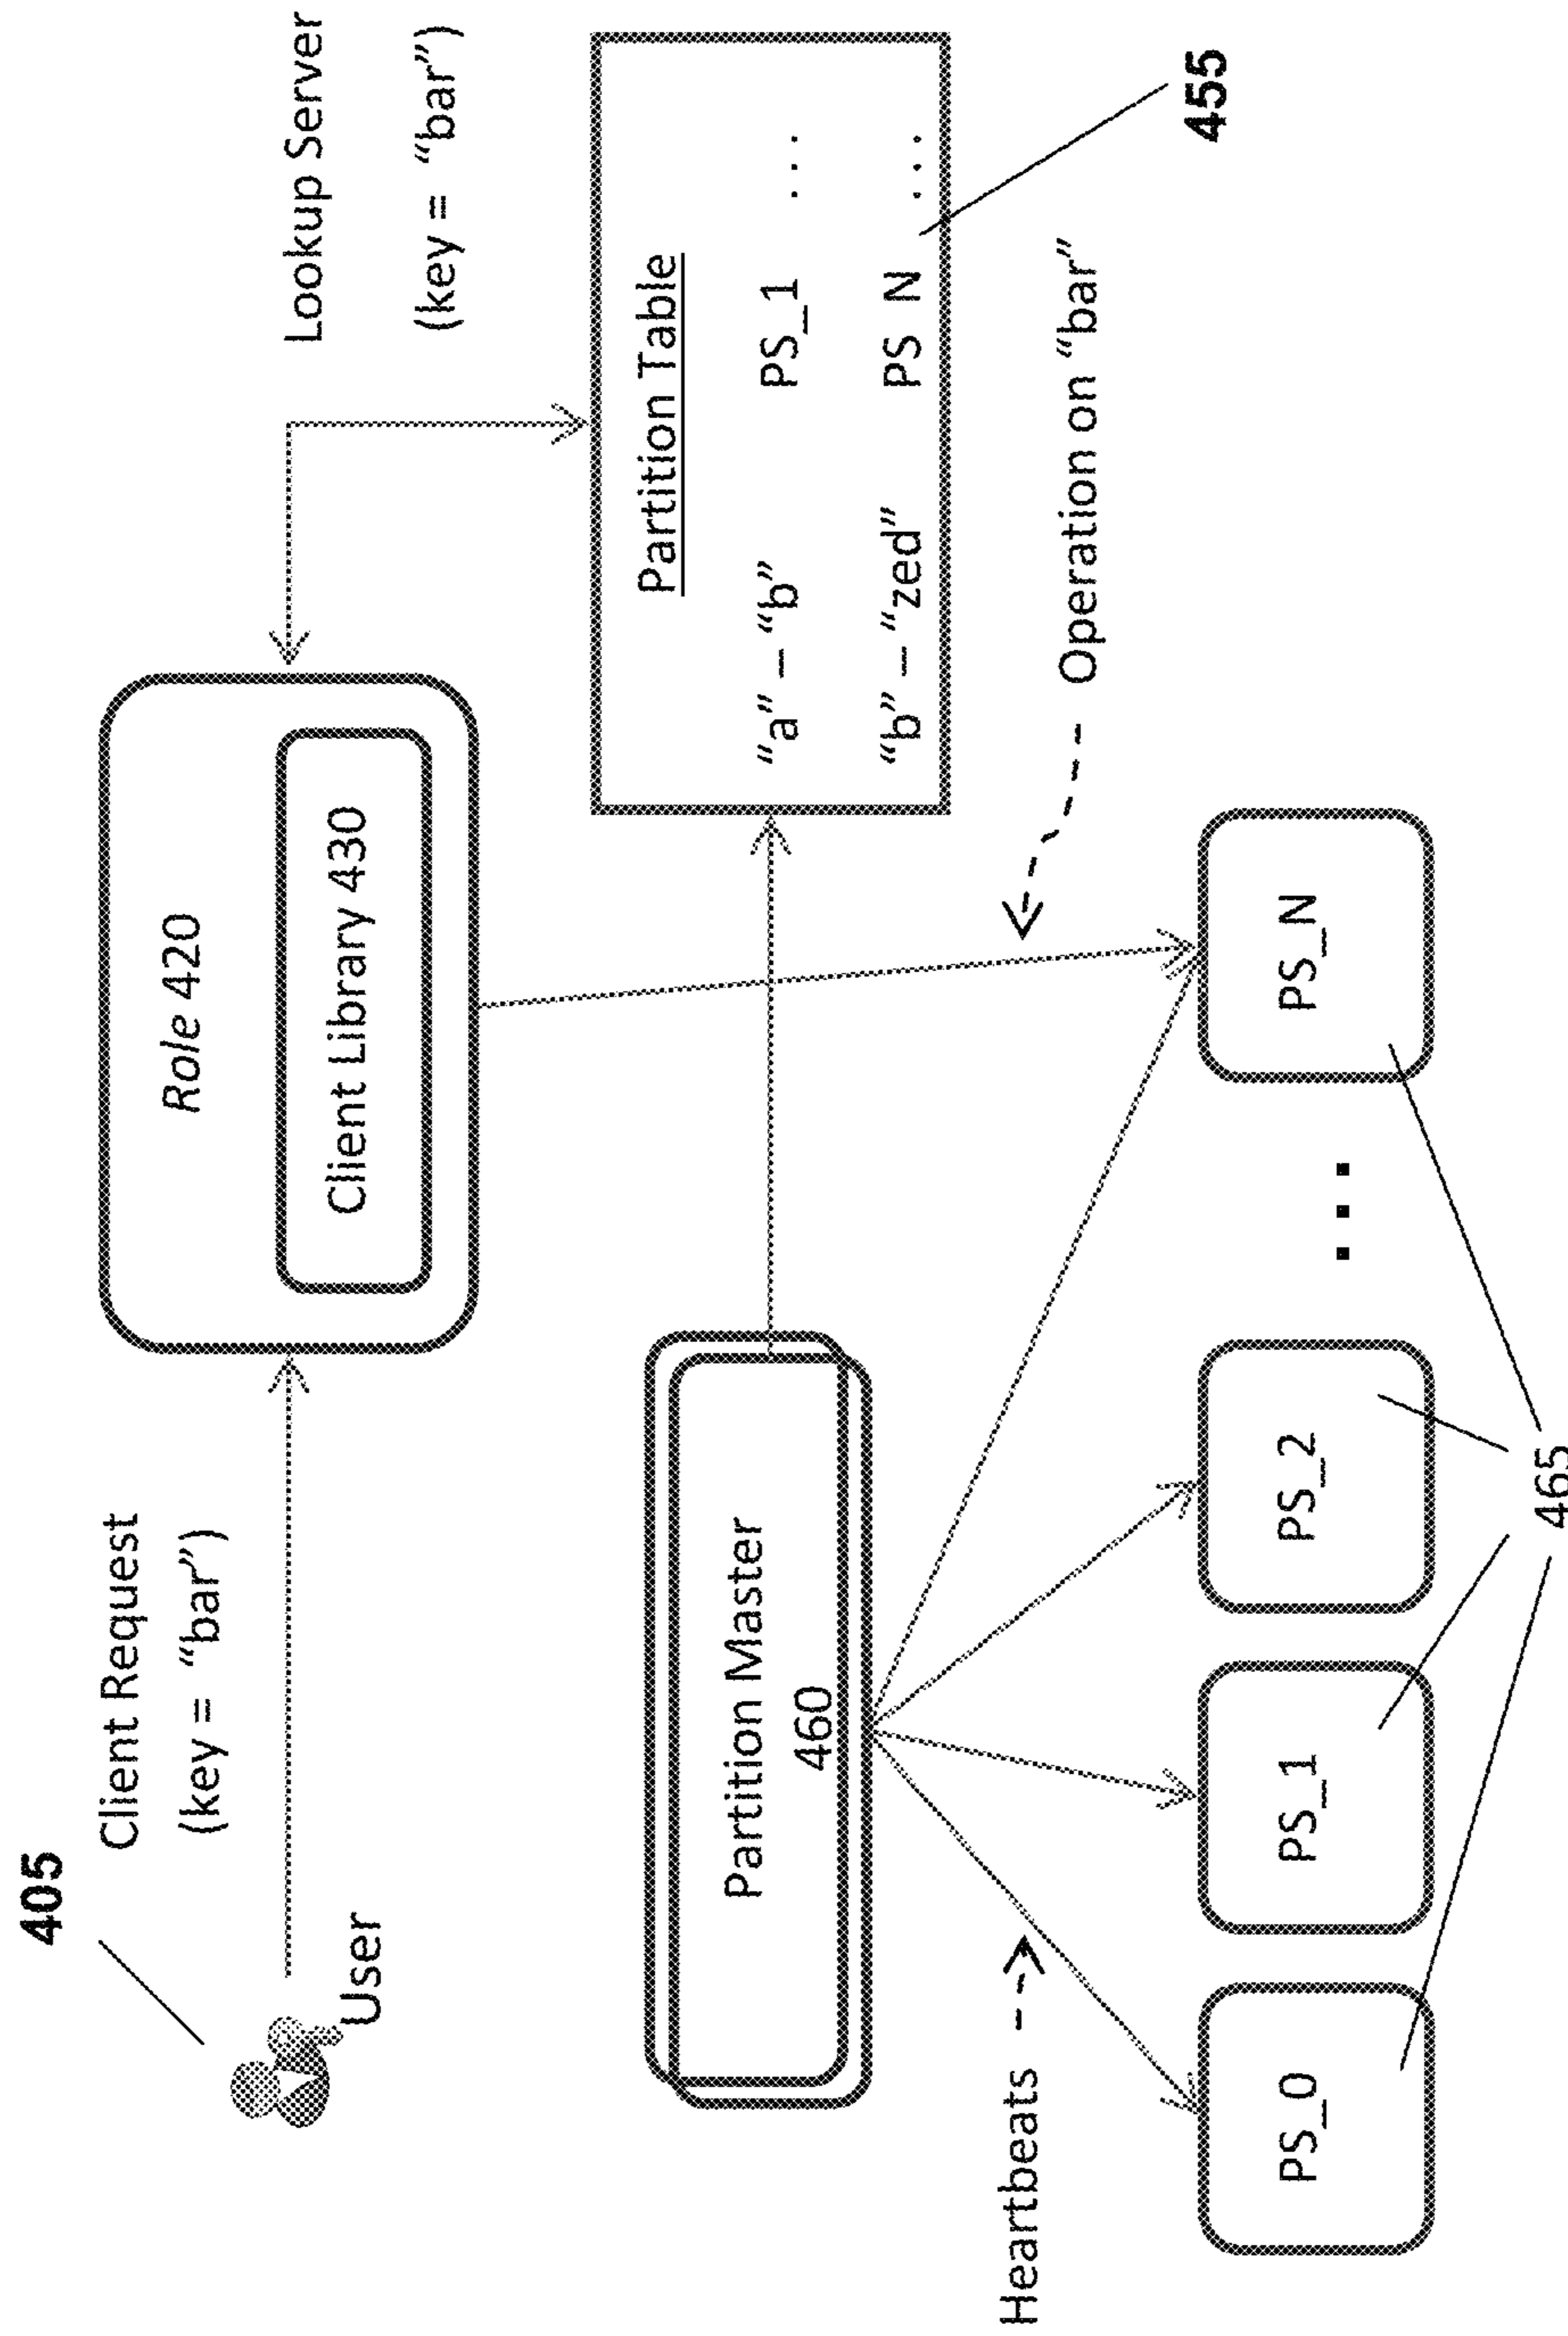 405
Client Request
(key = “bar”)
User
Role 420
Client Library 430
Lookup Server
(key = “bar”)
Partition Master
460
Partition Table
“a” – “b” PS_1 ...
“b” – “zed” PS N ...
455
Heartbeats
Operation on “bar”
PS_0
PS_1
PS_2
...
PS_N
465